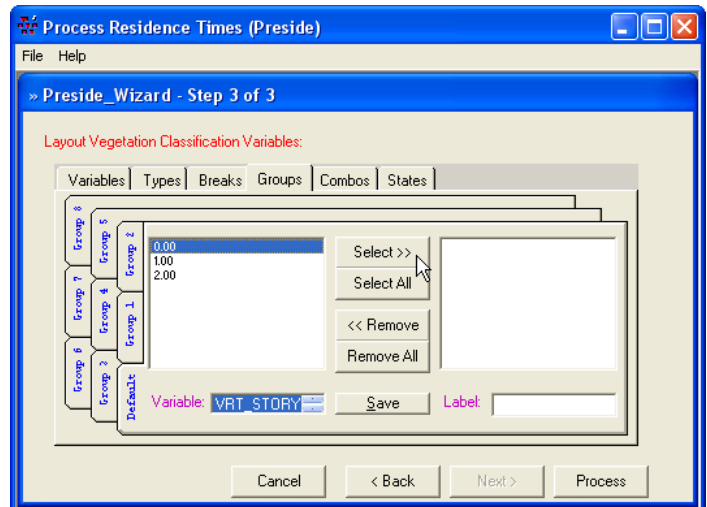 Process Residence Times (Preside)
File Help
» Preside_Wizard - Step 3 of 3
Layout Vegetation Classification Variables:
Variables Types Breaks Groups Combos States
Group 8
Group 7
Group 6
Group 5
Group 4
Group 3
Group 2
Group 1
Default
0.00
1.00
2.00
Select >>
Select All
<< Remove
Remove All
Variable: VRT_STORY Save Label:
Cancel < Back Next > Process